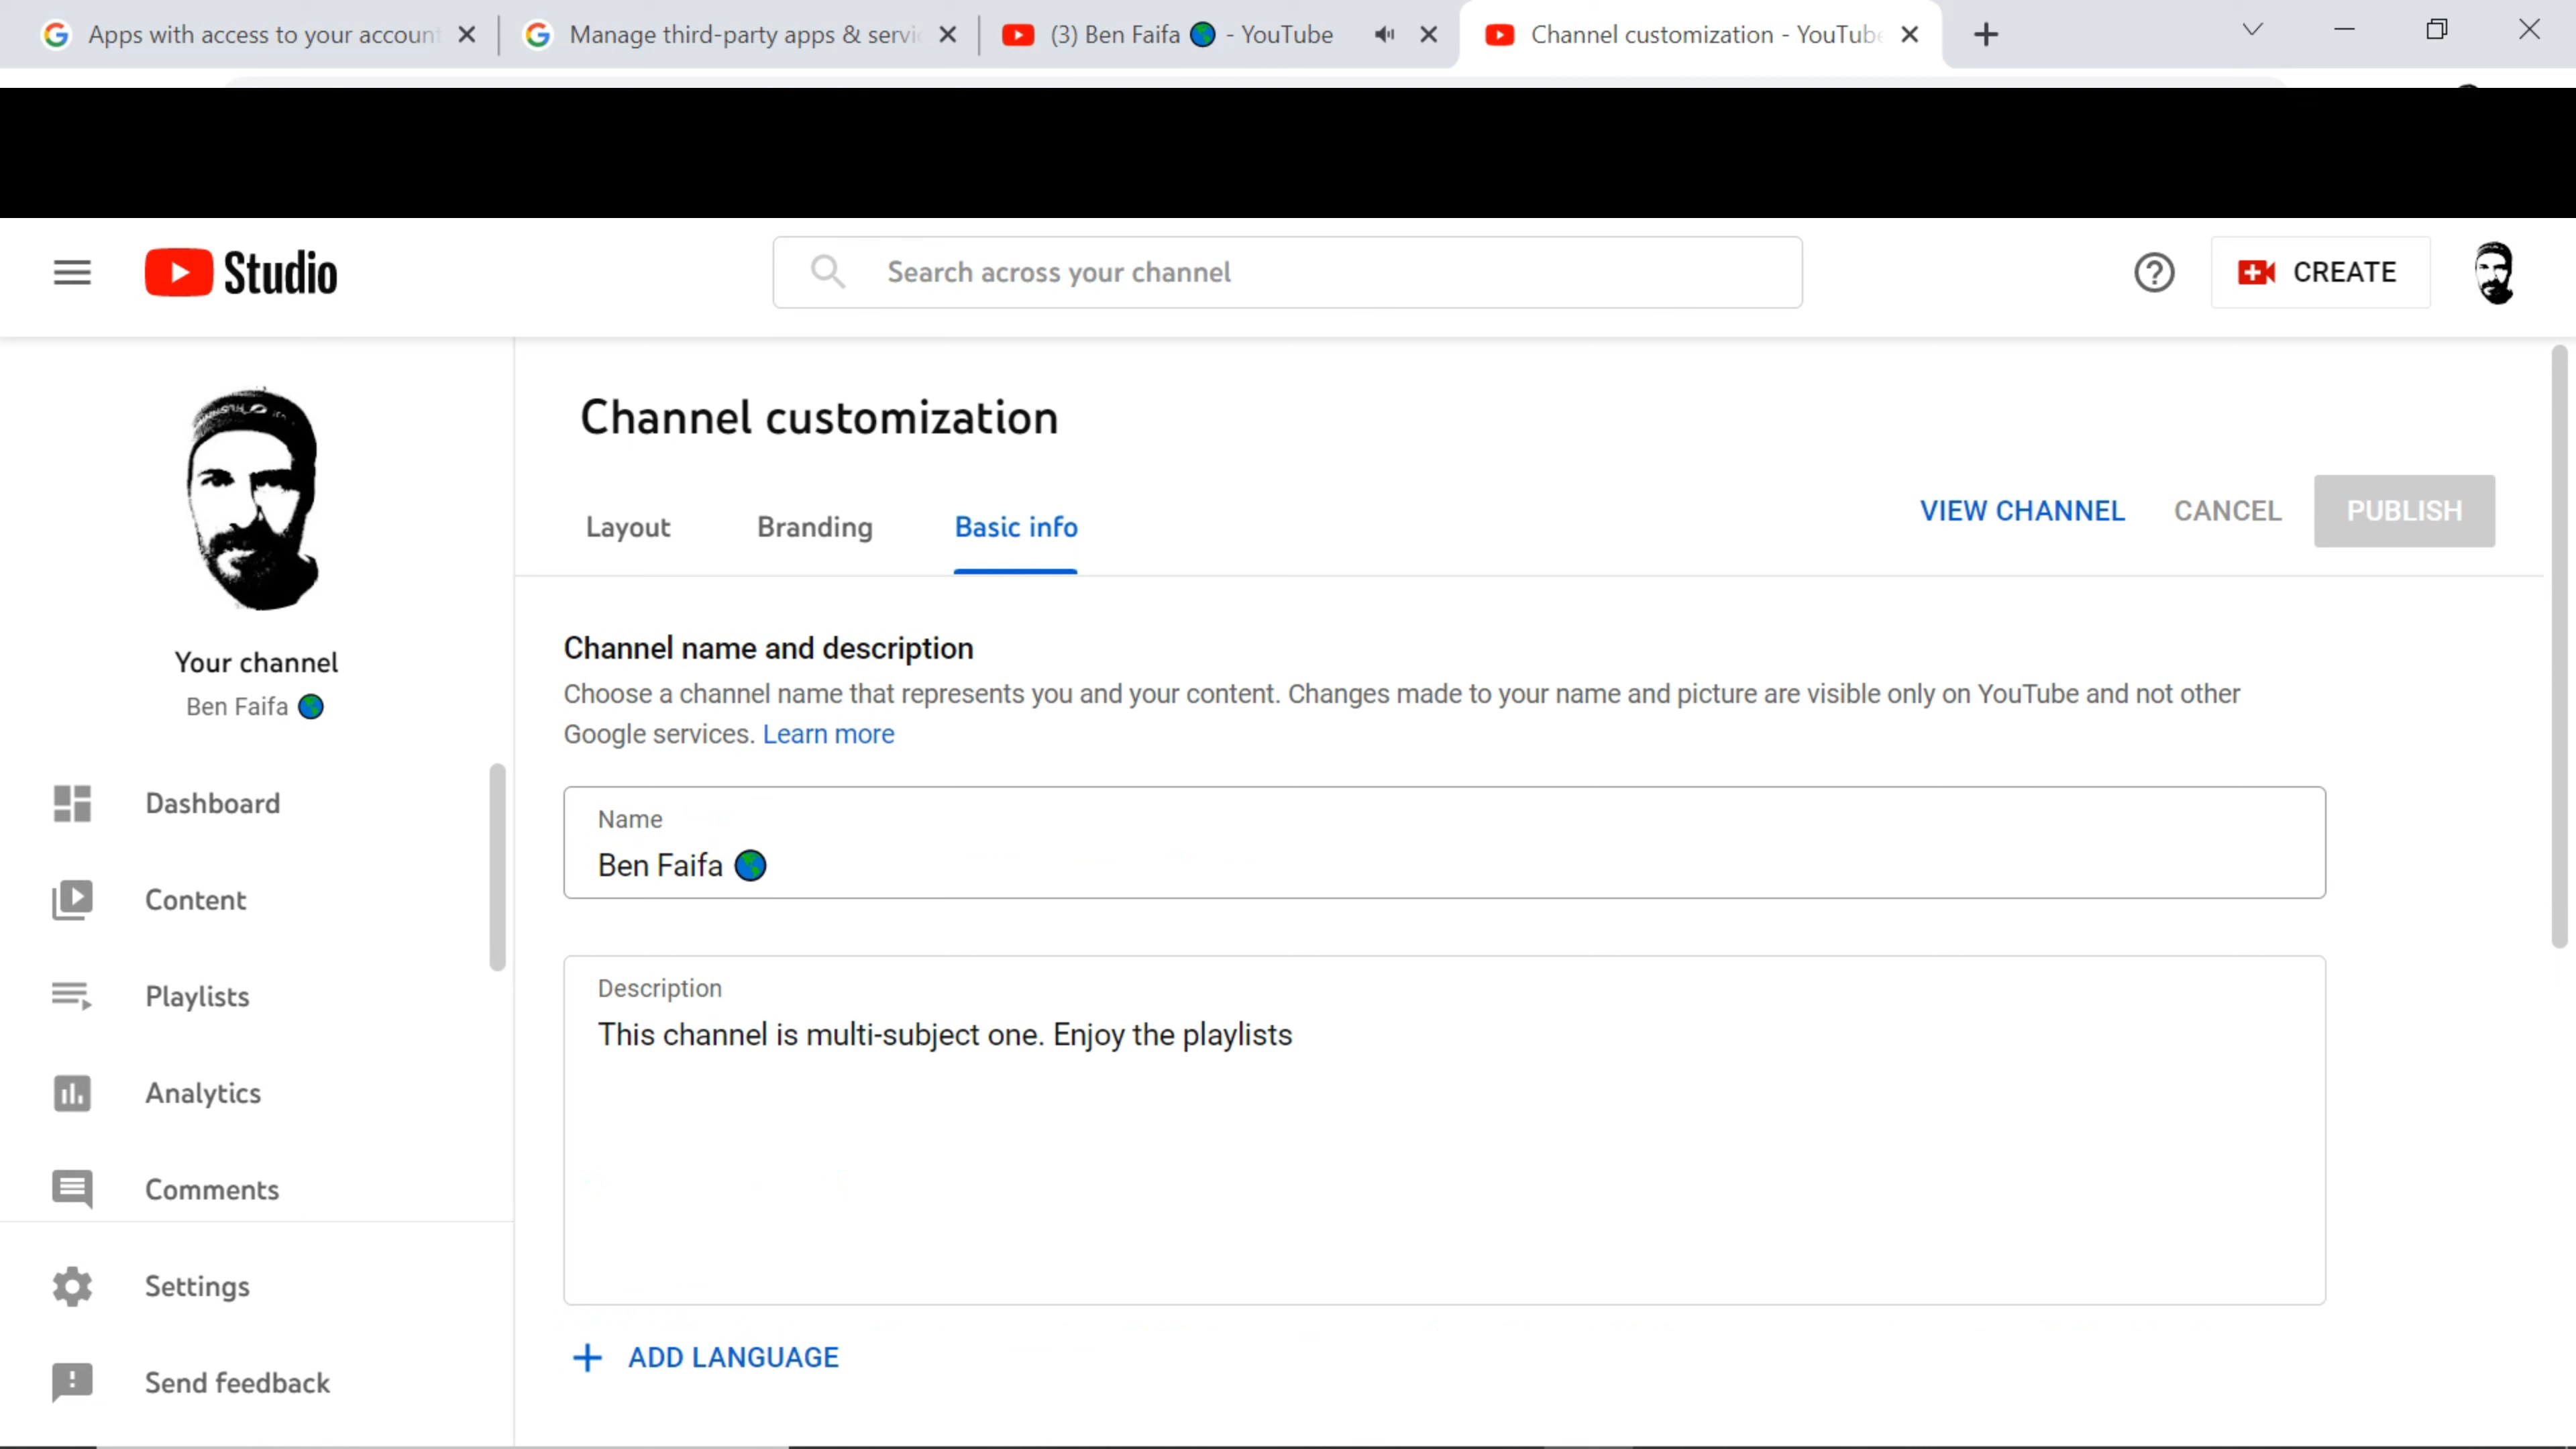 Apps with access to your account
Manage third-party apps & servi
(3) Ben Faifa 🌎 - YouTube
Channel customization - YouTube
Studio
Search across your channel
CREATE
Your channel
Ben Faifa 🌎
Dashboard
Content
Playlists
Analytics
Comments
Settings
Send feedback
Channel customization
Layout
Branding
Basic info
VIEW CHANNEL
CANCEL
PUBLISH
Channel name and description
Choose a channel name that represents you and your content. Changes made to your name and picture are visible only on YouTube and not other
Google services. Learn more
Name
Ben Faifa 🌎
Description
This channel is multi-subject one. Enjoy the playlists
ADD LANGUAGE